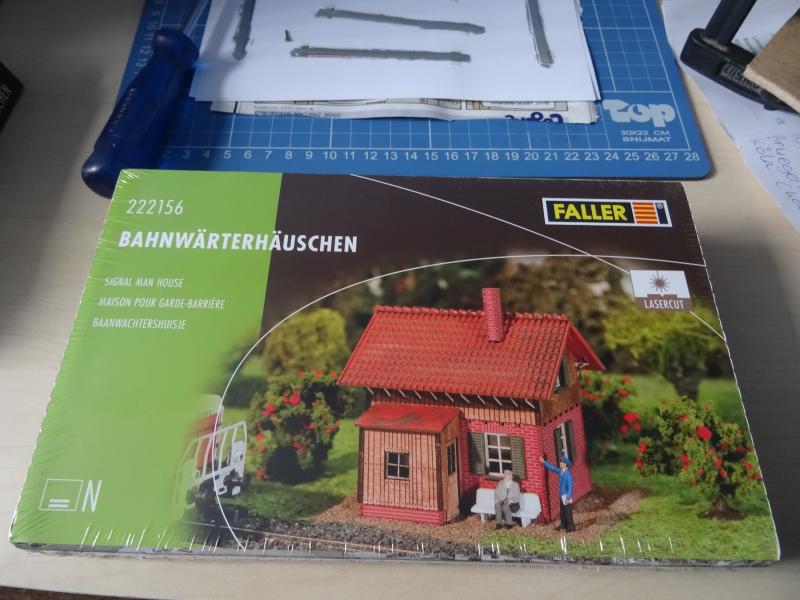 TOP
30X22 CM
SNIJMAT
2 3 4 5 6 7 8 9 10 11 12 13 14 15 16 17 18 19 20 21 22 23 24 25 26 27 28
222156
FALLER
BAHNWÄRTERHÄUSCHEN
SIGNAL MAN HOUSE
MAISON POUR GARDE-BARRIÈRE
BAANWACHTERSHUISJE
LASERCUT
N